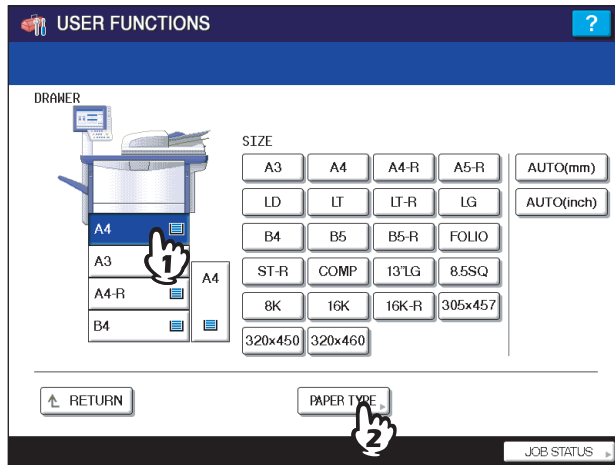 USER FUNCTIONS ?
DRAWER
SIZE
A3 A4 A4-R A5-R AUTO(mm)
LD LT LT-R LG AUTO(inch)
A4
B4 B5 B5-R FOLIO
1
A3
A4
ST-R COMP 13"LG 8.5SQ
A4-R
8K 16K 16K-R 305x457
B4
320x450 320x460
RETURN PAPER TYPE
2
JOB STATUS